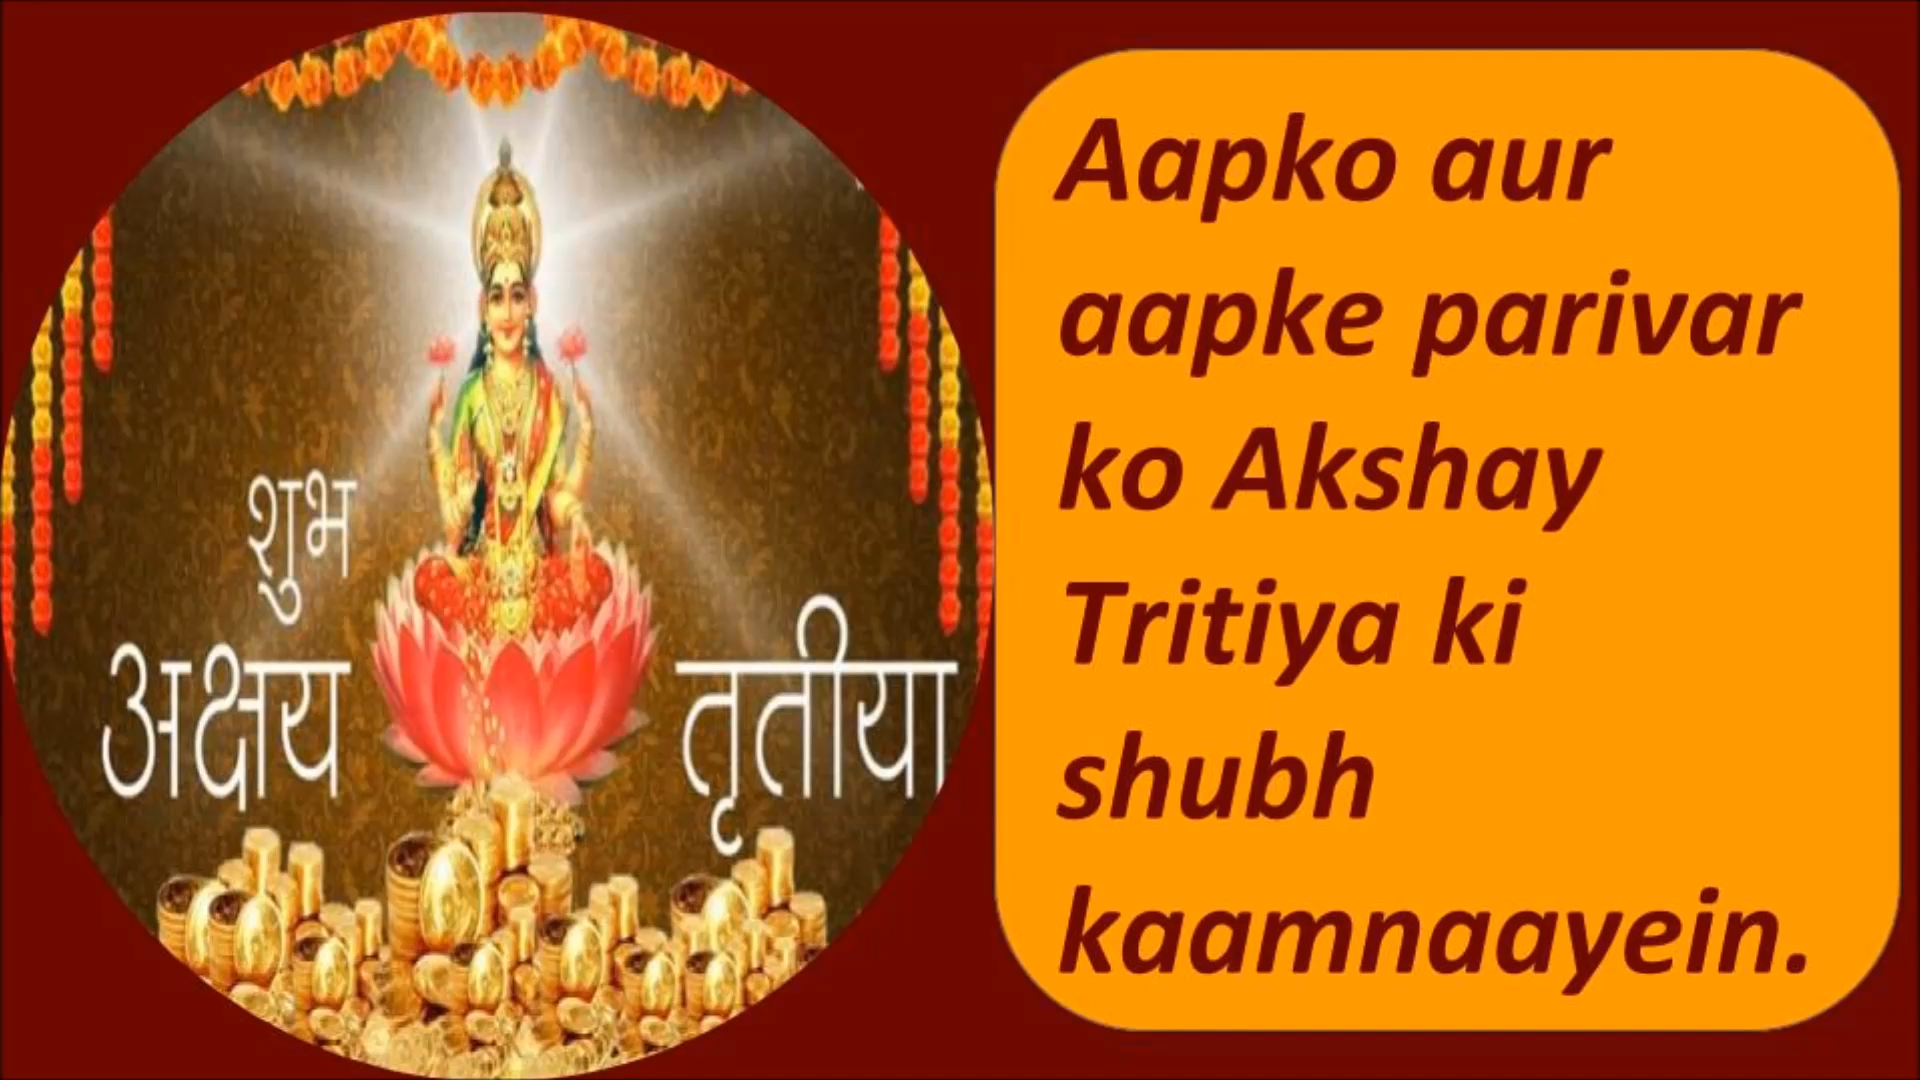 शुभ
अक्षय तृतीया
Aapko aur
aapke parivar
ko Akshay
Tritiya ki
shubh
kaamnaayein.